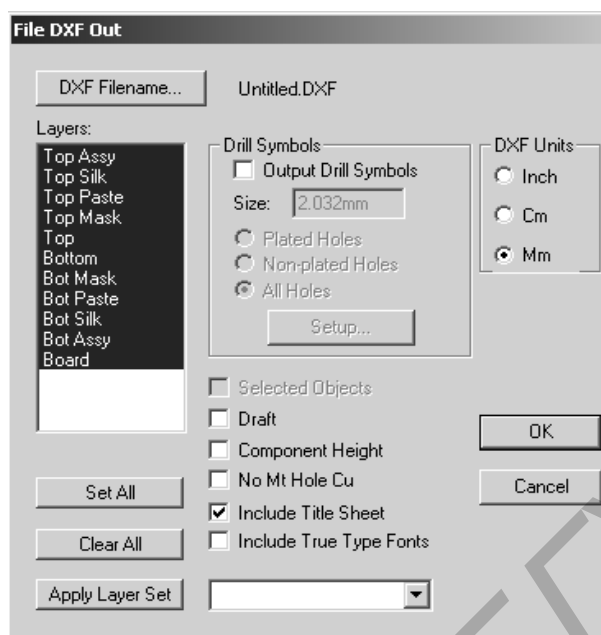 File DXF Out
DXF Filename...
Untitled.DXF
Layers:
Top Assy
Top Silk
Top Paste
Top Mask
Top
Bottom
Bot Mask
Bot Paste
Bot Silk
Bot Assy
Board
Drill Symbols
Output Drill Symbols
Size: 2.032mm
Plated Holes
Non-plated Holes
All Holes
Setup...
DXF Units
Inch
Cm
Mm
Selected Objects
Draft
Component Height
No Mt Hole Cu
Include Title Sheet
Include True Type Fonts
OK
Cancel
Set All
Clear All
Apply Layer Set